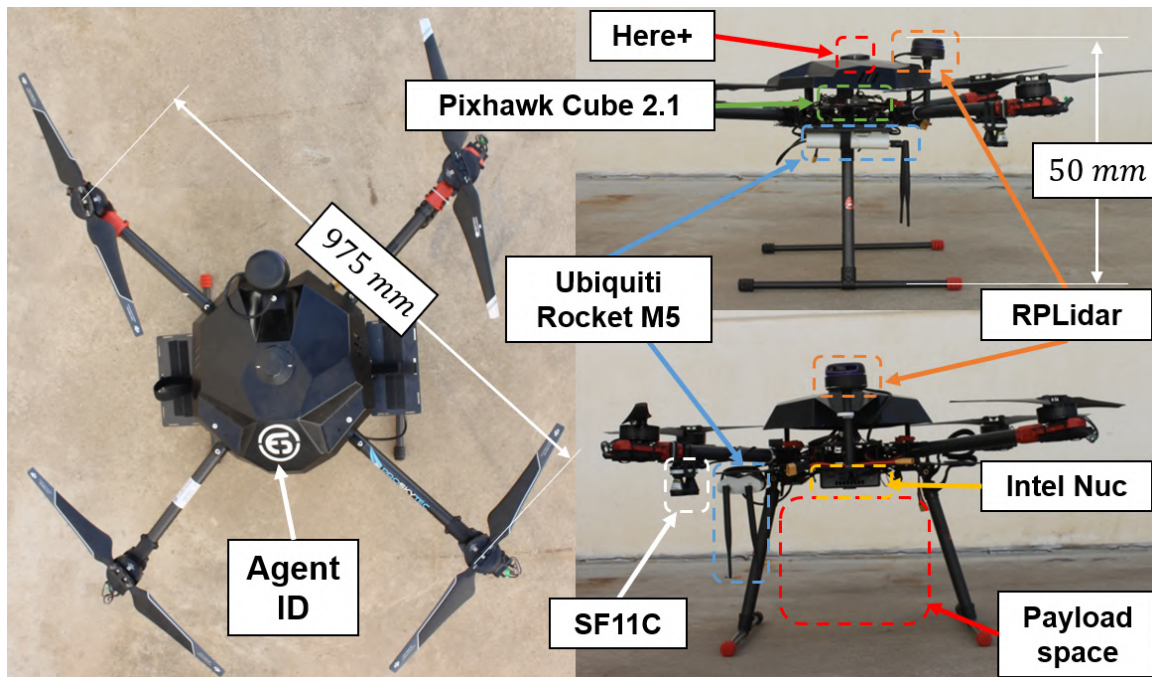 Here+
Pixhawk Cube 2.1
50 mm
975 mm
Ubiquiti
Rocket M5
RPLidar
Intel Nuc
Agent
ID
SF11C
Payload
space